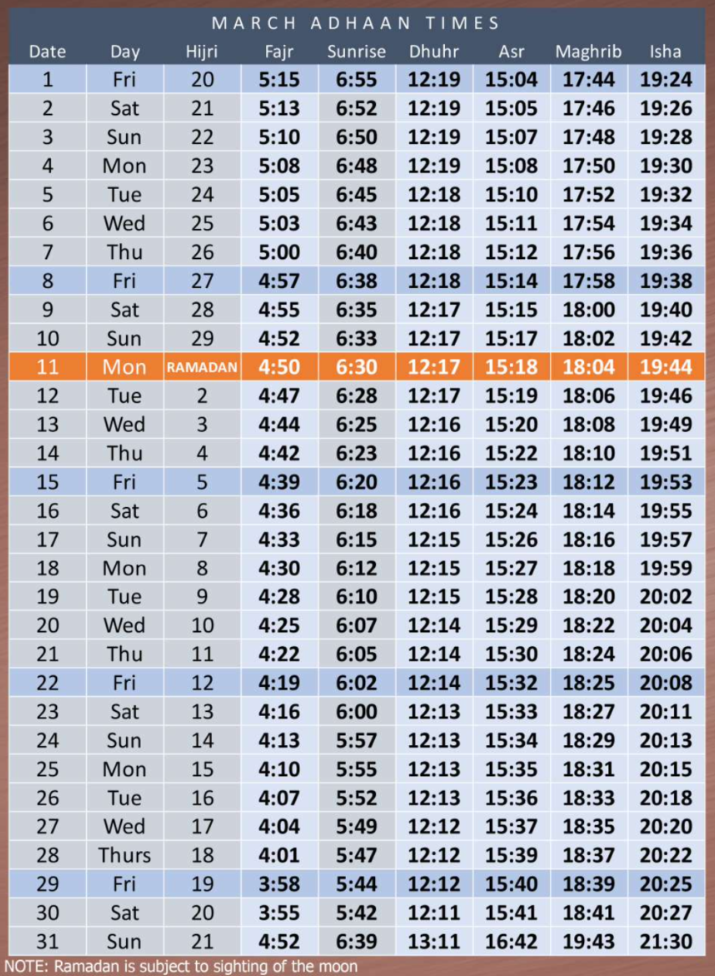 MARCH ADHAAN TIMES
Date Day Hijri Fajr Sunrise Dhuhr Asr Maghrib Isha
1 Fri 20 5:15 6:55 12:19 15:04 17:44 19:24
2 Sat 21 5:13 6:52 12:19 15:05 17:46 19:26
3 Sun 22 5:10 6:50 12:19 15:07 17:48 19:28
4 Mon 23 5:08 6:48 12:19 15:08 17:50 19:30
5 Tue 24 5:05 6:45 12:18 15:10 17:52 19:32
6 Wed 25 5:03 6:43 12:18 15:11 17:54 19:34
7 Thu 26 5:00 6:40 12:18 15:12 17:56 19:36
8 Fri 27 4:57 6:38 12:18 15:14 17:58 19:38
9 Sat 28 4:55 6:35 12:17 15:15 18:00 19:40
10 Sun 29 4:52 6:33 12:17 15:17 18:02 19:42
11 Mon RAMADAN 4:50 6:30 12:17 15:18 18:04 19:44
12 Tue 2 4:47 6:28 12:17 15:19 18:06 19:46
13 Wed 3 4:44 6:25 12:16 15:20 18:08 19:49
14 Thu 4 4:42 6:23 12:16 15:22 18:10 19:51
15 Fri 5 4:39 6:20 12:16 15:23 18:12 19:53
16 Sat 6 4:36 6:18 12:16 15:24 18:14 19:55
17 Sun 7 4:33 6:15 12:15 15:26 18:16 19:57
18 Mon 8 4:30 6:12 12:15 15:27 18:18 19:59
19 Tue 9 4:28 6:10 12:15 15:28 18:20 20:02
20 Wed 10 4:25 6:07 12:14 15:29 18:22 20:04
21 Thu 11 4:22 6:05 12:14 15:30 18:24 20:06
22 Fri 12 4:19 6:02 12:14 15:32 18:25 20:08
23 Sat 13 4:16 6:00 12:13 15:33 18:27 20:11
24 Sun 14 4:13 5:57 12:13 15:34 18:29 20:13
25 Mon 15 4:10 5:55 12:13 15:35 18:31 20:15
26 Tue 16 4:07 5:52 12:13 15:36 18:33 20:18
27 Wed 17 4:04 5:49 12:12 15:37 18:35 20:20
28 Thurs 18 4:01 5:47 12:12 15:39 18:37 20:22
29 Fri 19 3:58 5:44 12:12 15:40 18:39 20:25
30 Sat 20 3:55 5:42 12:11 15:41 18:41 20:27
31 Sun 21 4:52 6:39 13:11 16:42 19:43 21:30
NOTE: Ramadan is subject to sighting of the moon